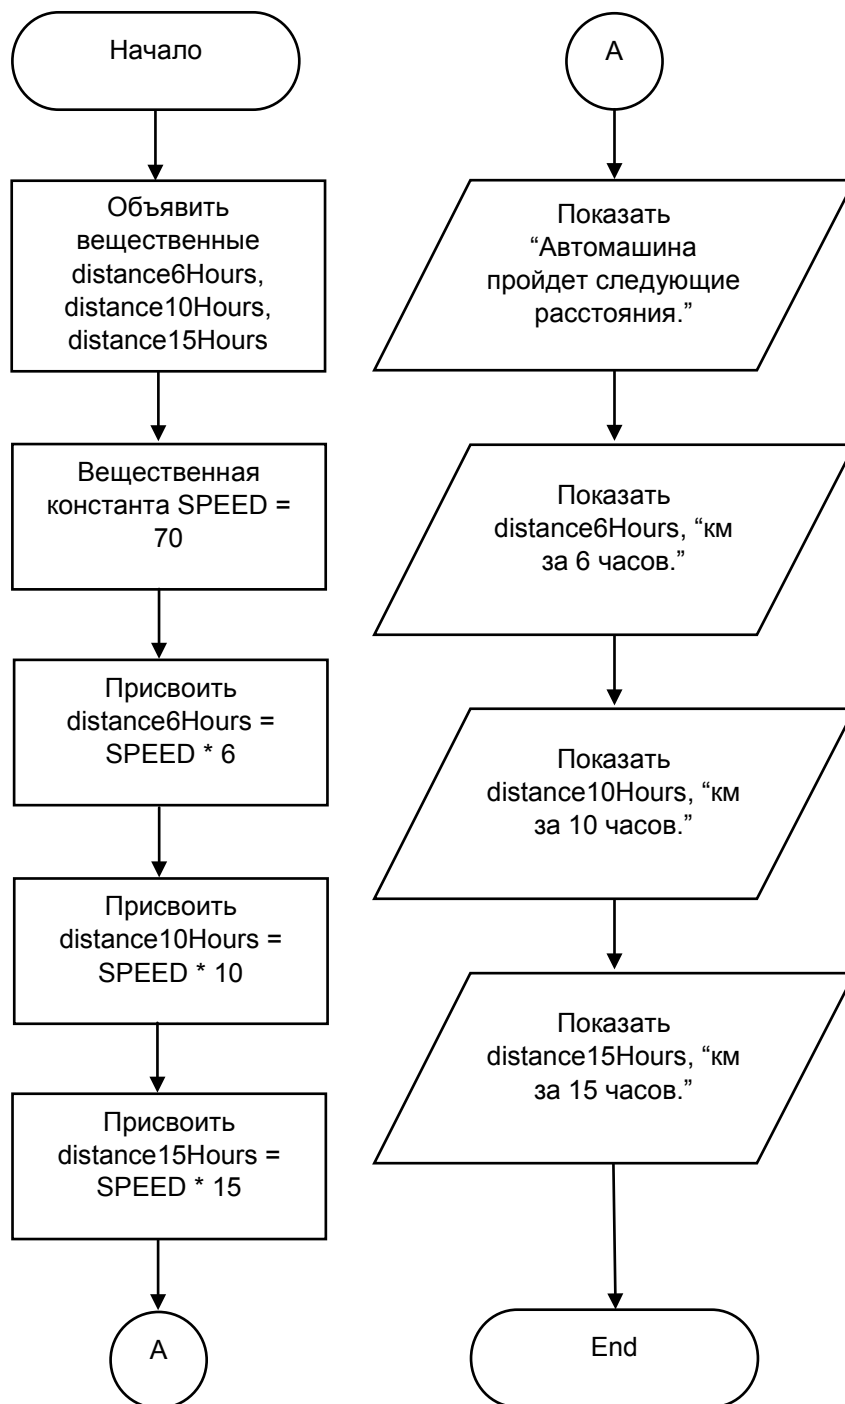 Начало
Объявить
вещественные
distance6Hours,
distance10Hours,
distance15Hours
Вещественная
константа SPEED =
70
Присвоить
distance6Hours =
SPEED * 6
Присвоить
distance10Hours =
SPEED * 10
Присвоить
distance15Hours =
SPEED * 15
А
А
Показать
“Автомашина
пройдет следующие
расстояния.”
Показать
distance6Hours, “км
за 6 часов.”
Показать
distance10Hours, “км
за 10 часов.”
Показать
distance15Hours, “км
за 15 часов.”
End